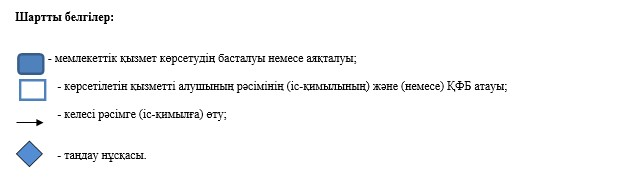 Шартты белгілер:
- мемлекеттік қызмет көрсетудің басталуы немесе аяқталуы;
- көрсетілетін қызметті алушының рәсімінің (іс-қимылының) және (немесе) ҚФБ атауы;
- келесі рәсімге (іс-қимылға) өту;
- таңдау нұсқасы.